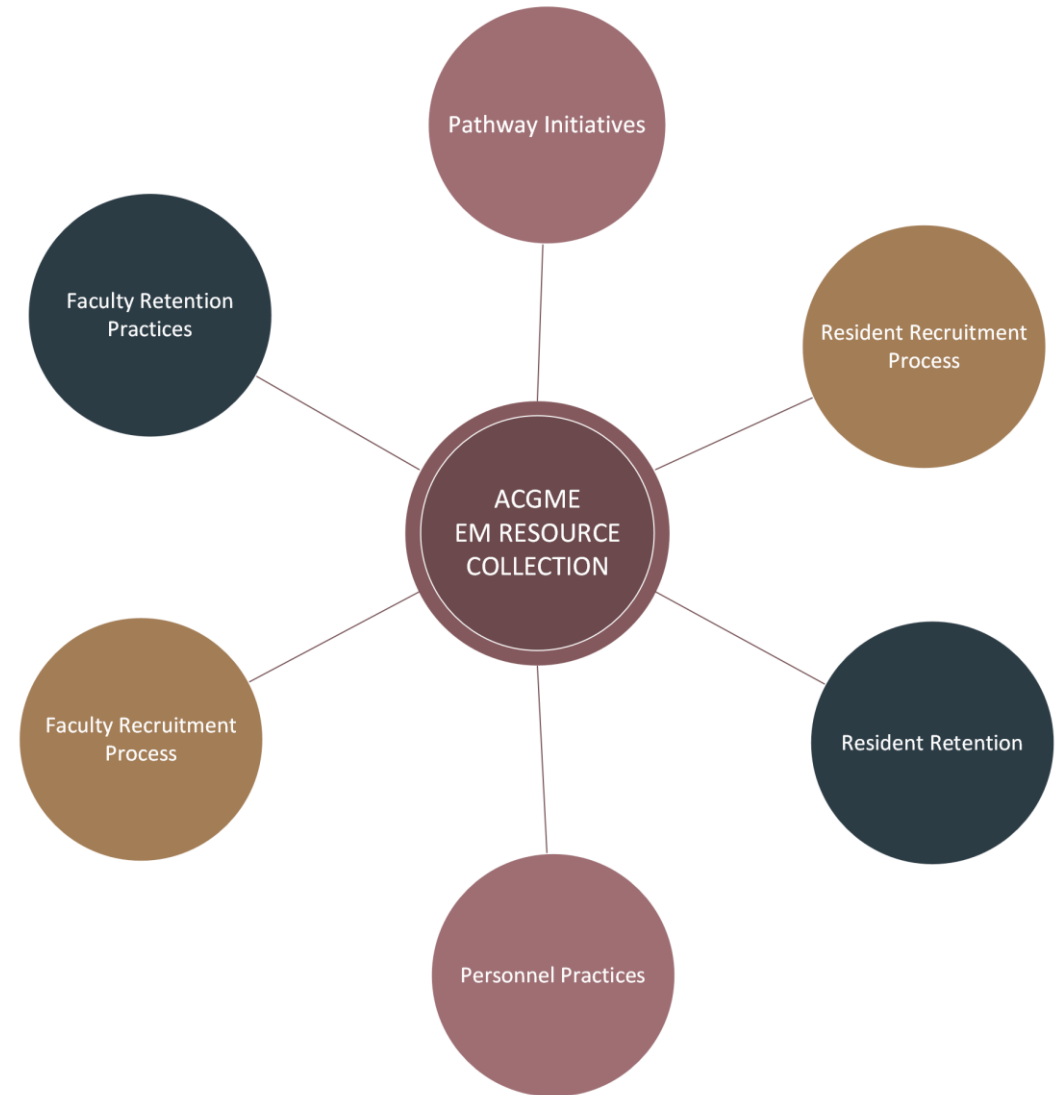 Pathway Initiatives
Faculty Retention
Practices
Resident Recruitment
Process
ACGME
EM RESOURCE
COLLECTION
Faculty Recruitment
Process
Resident Retention
Personnel Practices